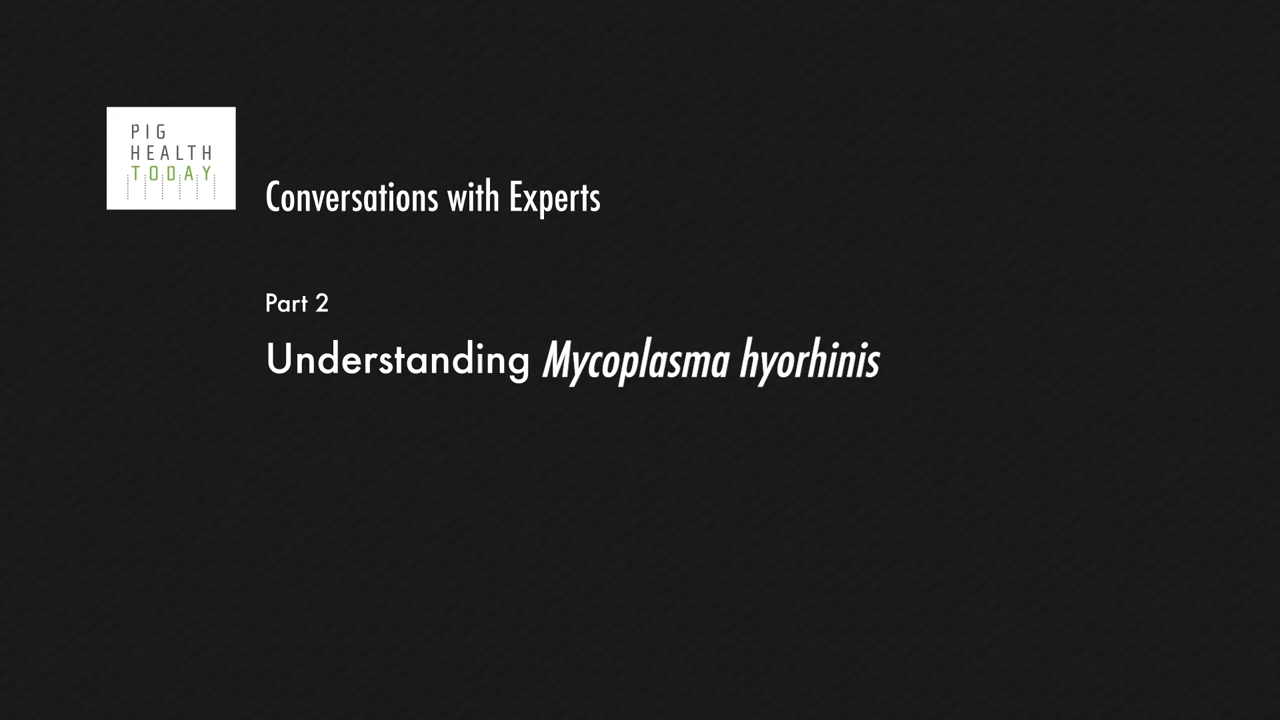 PIG
HEALTH
TODAY
Conversations with Experts
Part 2
Understanding Mycoplasma hyorhinis